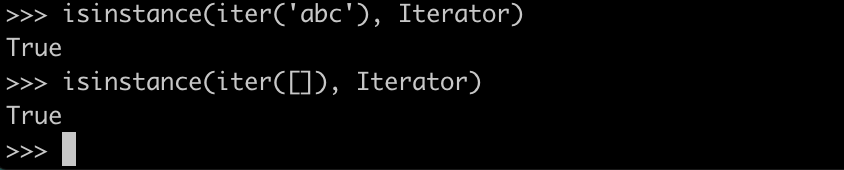 >>> isinstance(iter('abc'), Iterator)
True
>>> isinstance(iter([]), Iterator)
True
>>>